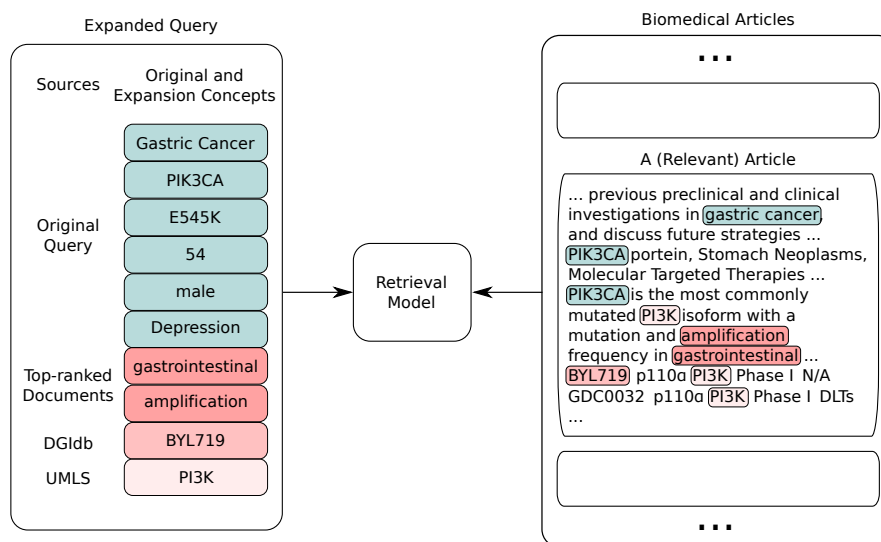 Expanded Query
Sources
Original and
Expansion Concepts
Original
Query
Gastric Cancer
PIK3CA
E545K
54
male
Depression
Top-ranked
Documents
gastrointestinal
amplification
DGIdb
BYL719
UMLS
PI3K
Retrieval
Model
Biomedical Articles
...
A (Relevant) Article
... previous preclinical and clinical
investigations in gastric cancer,
and discuss future strategies ...
PIK3CA portein, Stomach Neoplasms,
Molecular Targeted Therapies ...
PIK3CA is the most commonly
mutated PI3K isoform with a
mutation and amplification
frequency in gastrointestinal ...
BYL719 p110α PI3K Phase I N/A
GDC0032 p110α PI3K Phase I DLTs
...
...